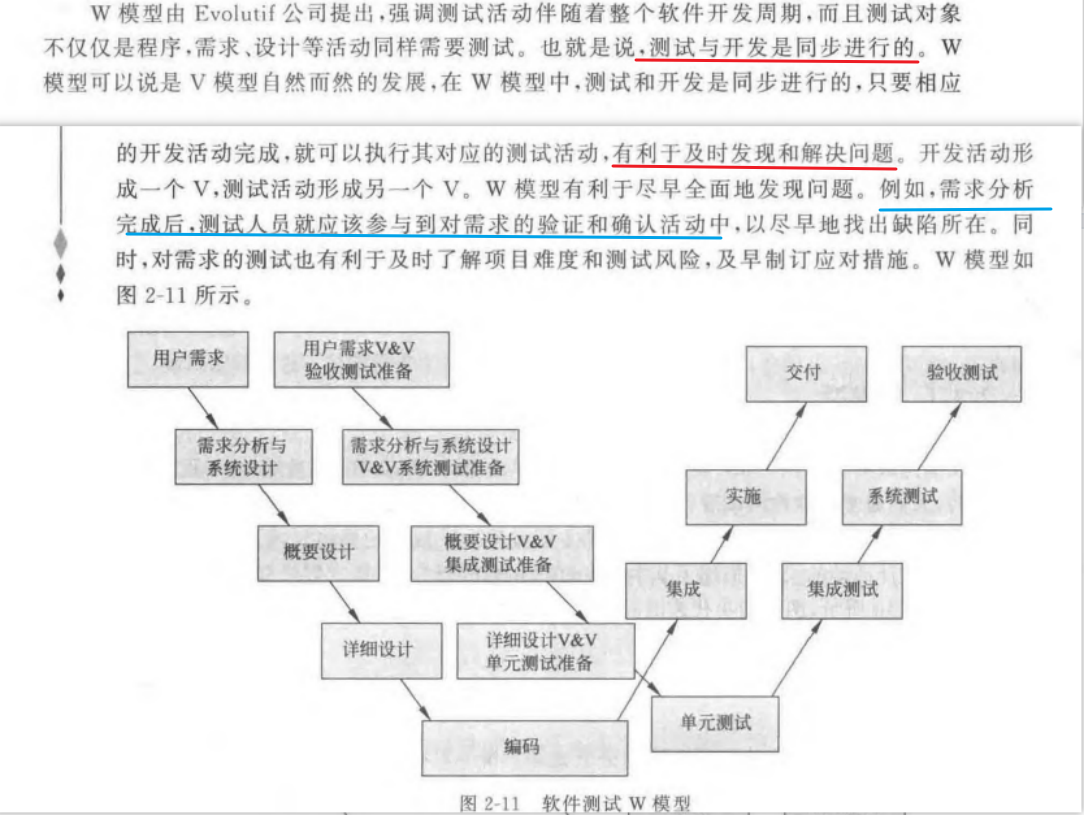 W 模型由 Evolutif 公司提出,强调测试活动伴随着整个软件开发周期,而且测试对象
不仅仅是程序,需求、设计等活动同样需要测试。也就是说,测试与开发是同步进行的。W
模型可以说是 V 模型自然而然的发展,在 W 模型中,测试和开发是同步进行的,只要相应
的开发活动完成,就可以执行其对应的测试活动,有利于及时发现和解决问题。开发活动形
成一个 V,测试活动形成另一个 V。W 模型有利于尽早全面地发现问题。例如,需求分析
完成后,测试人员就应该参与到对需求的验证和确认活动中,以尽早地找出缺陷所在。同
时,对需求的测试也有利于及时了解项目难度和测试风险,及早制订应对措施。W 模型如
图 2-11 所示。
用户需求
用户需求V&V
验收测试准备
交付
验收测试
需求分析与
系统设计
需求分析与系统设计
V&V系统测试准备
实施
系统测试
概要设计
概要设计V&V
集成测试准备
集成
集成测试
详细设计
详细设计V&V
单元测试准备
编码
单元测试
图 2-11 软件测试 W 模型